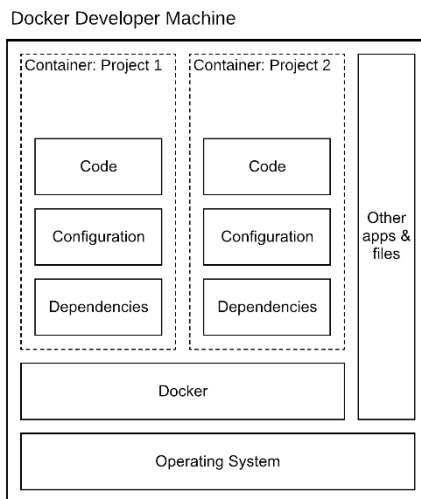 Docker Developer Machine
Container: Project 1
Code
Configuration
Dependencies
Container: Project 2
Code
Configuration
Dependencies
Other
apps &
files
Docker
Operating System